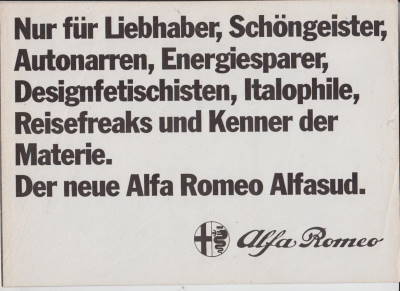 Nur für Liebhaber, Schöngeister,
Autonarren, Energiesparer,
Designfetischisten, Italophile,
Reisefreaks und Kenner der
Materie.
Der neue Alfa Romeo Alfasud.
Alfa Romeo